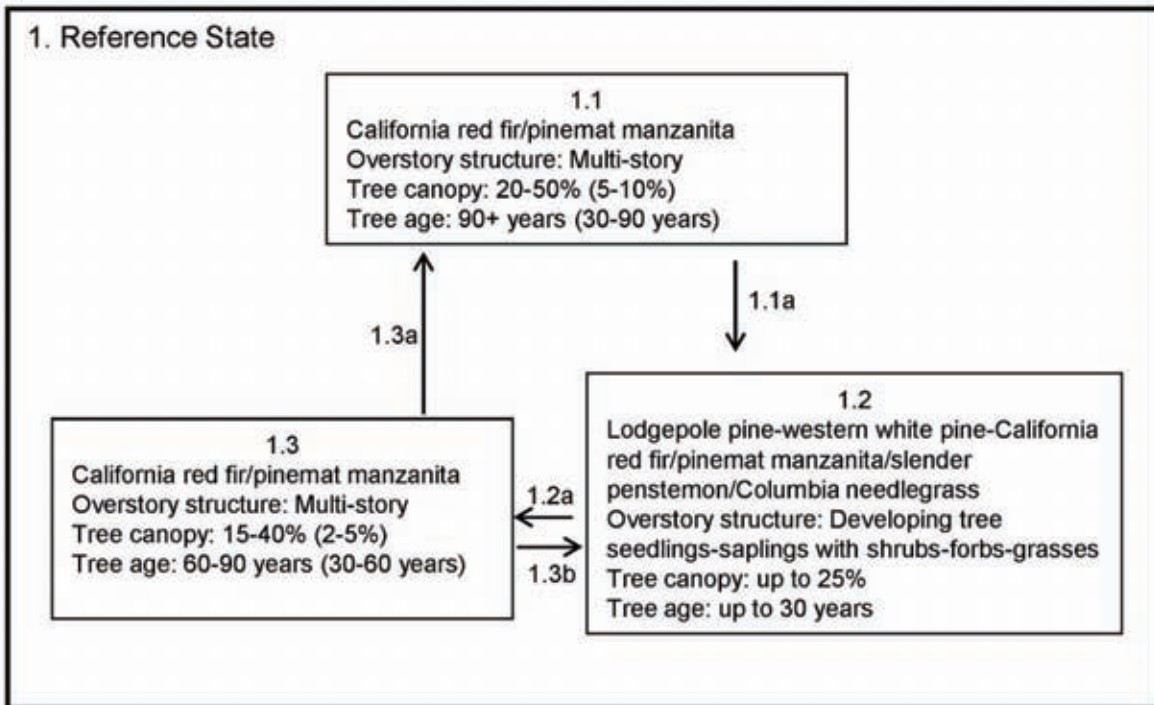 1. Reference State
1.1
California red fir/pinemat manzanita
Overstory structure: Multi-story
Tree canopy: 20-50% (5-10%)
Tree age: 90+ years (30-90 years)
1.1a
1.3a
1.3
California red fir/pinemat manzanita
Overstory structure: Multi-story
Tree canopy: 15-40% (2-5%)
Tree age: 60-90 years (30-60 years)
1.2a
1.3b
1.2
Lodgepole pine-western white pine-California
red fir/pinemat manzanita/slender
penstemon/Columbia needlegrass
Overstory structure: Developing tree
seedlings-saplings with shrubs-forbs-grasses
Tree canopy: up to 25%
Tree age: up to 30 years